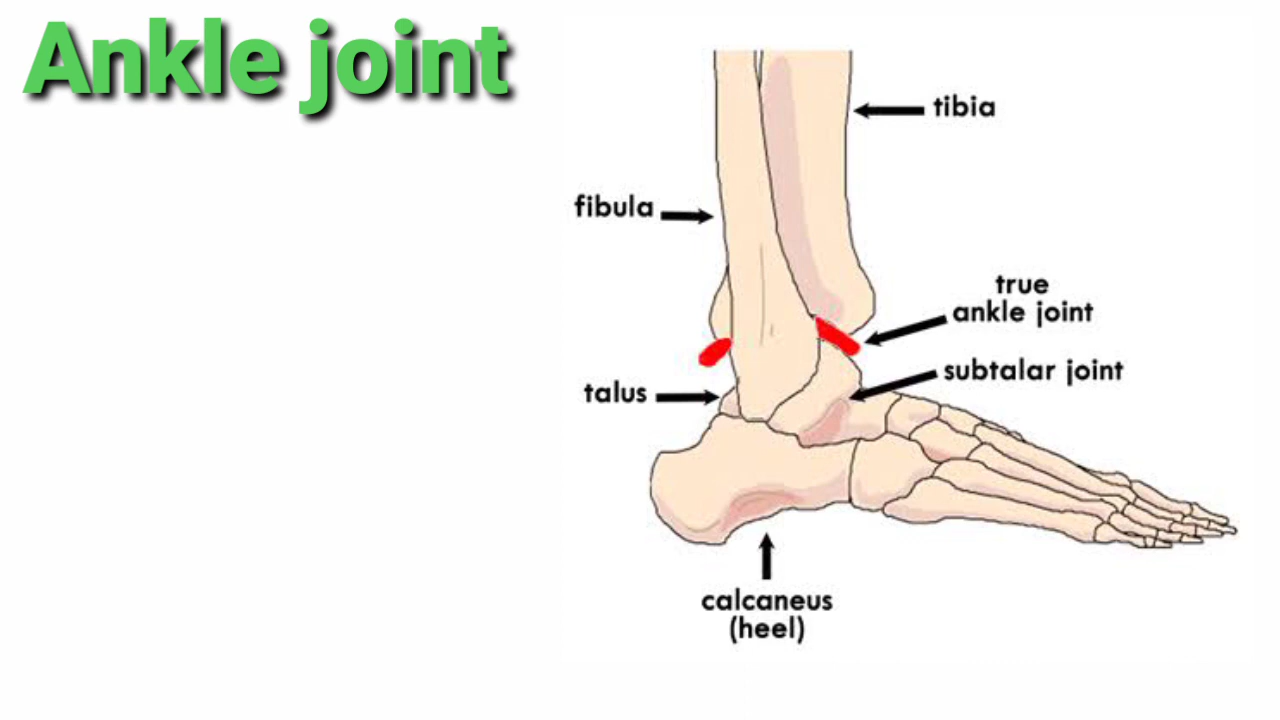 Ankle joint
tibia
fibula
true
ankle joint
subtalar joint
talus
calcaneus
(heel)